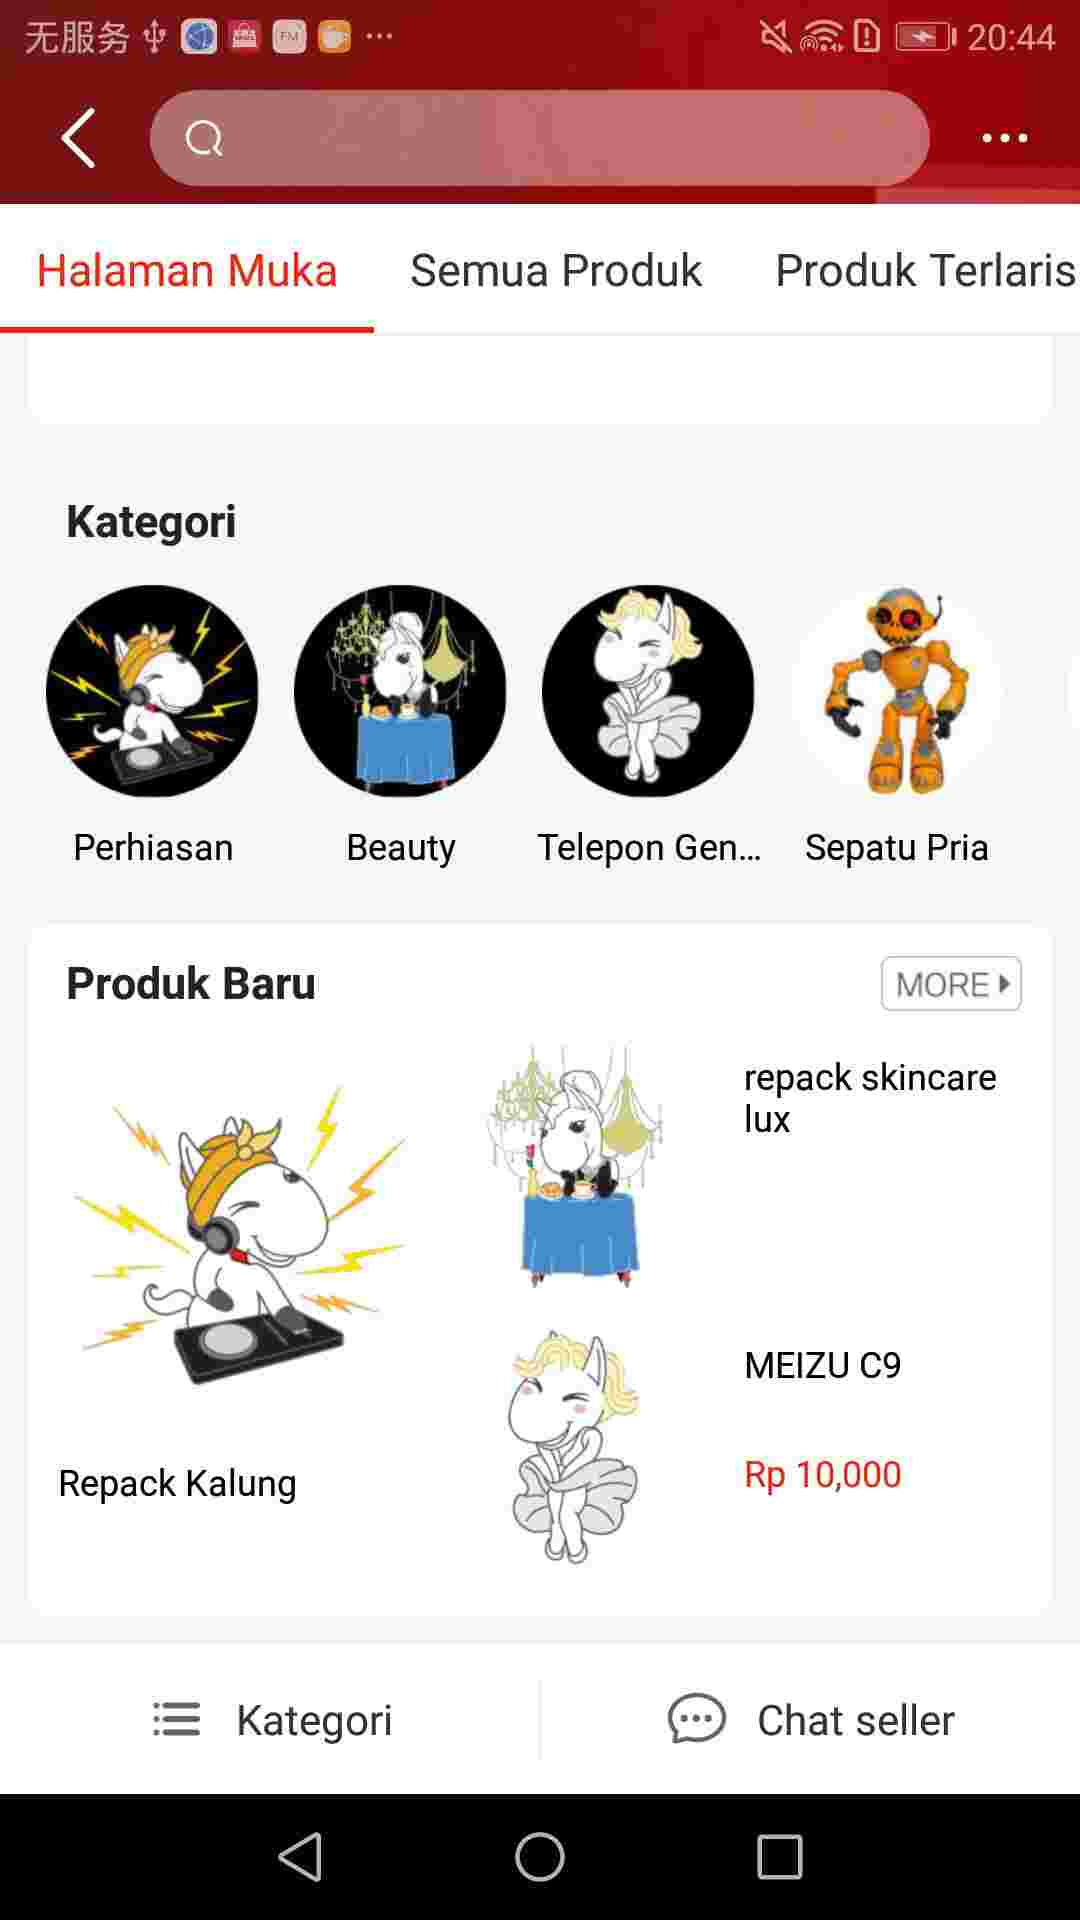 无服务 20:44
FM
Halaman Muka Semua Produk Produk Terlaris
Kategori
Perhiasan Beauty Telepon Gen... Sepatu Pria
Produk Baru MORE
repack skincare
lux
MEIZU C9
Rp 10,000
Repack Kalung
Kategori Chat seller